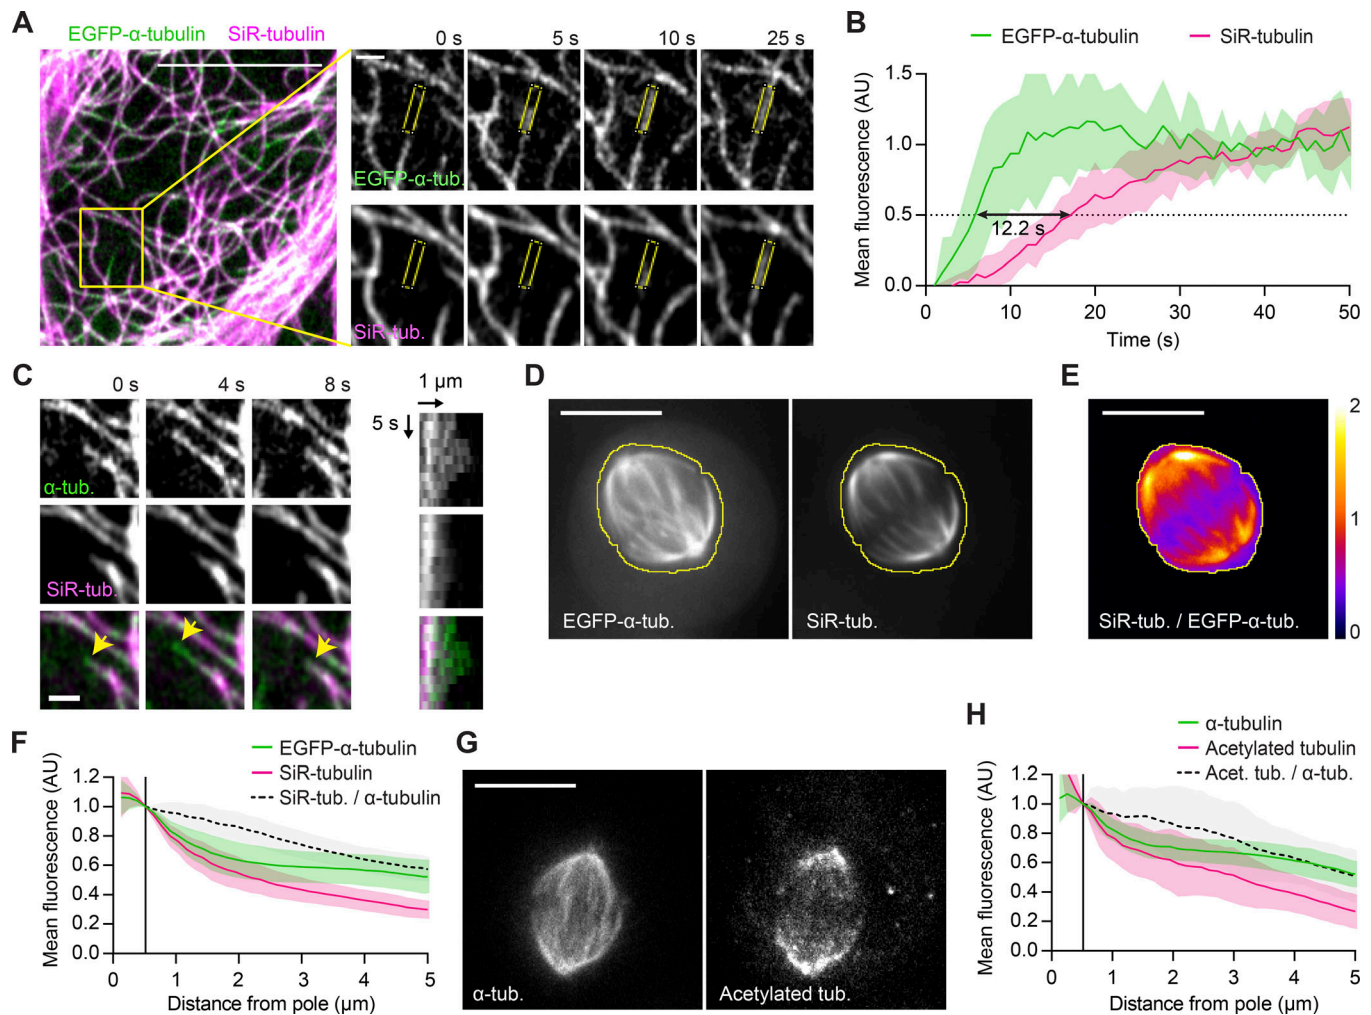 A
EGFP-α-tubulin SiR-tubulin
0 s 5 s 10 s 25 s
EGFP-α-tub.
SiR-tub.
B
EGFP-α-tubulin SiR-tubulin
Mean fluorescence (AU)
1.5
1.0
0.5
0.0
12.2 s
0 10 20 30 40 50
Time (s)
C
0 s 4 s 8 s
1 µm
5 s
α-tub.
SiR-tub.
D
EGFP-α-tub. SiR-tub.
E
2
1
0
SiR-tub. / EGFP-α-tub.
F
EGFP-α-tubulin
SiR-tubulin
SiR-tub. / α-tubulin
Mean fluorescence (AU)
1.2
1.0
0.8
0.6
0.4
0.2
0.0
0 1 2 3 4 5
Distance from pole (µm)
G
α-tub. Acetylated tub.
H
α-tubulin
Acetylated tubulin
Acet. tub. / α-tub.
Mean fluorescence (AU)
1.2
1.0
0.8
0.6
0.4
0.2
0.0
0 1 2 3 4 5
Distance from pole (µm)